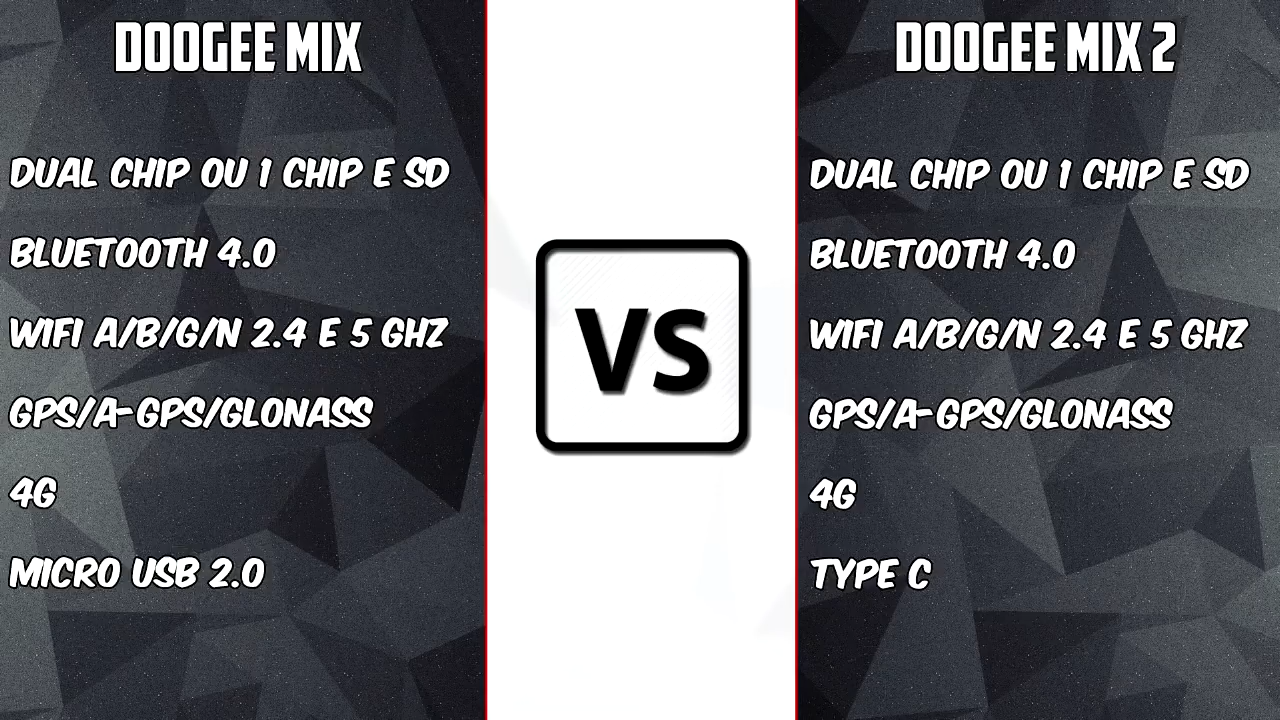 DOOGEE MIX
DUAL CHIP OU 1 CHIP E SD
BLUETOOTH 4.0
WIFI A/B/G/N 2.4 E 5 GHZ
GPS/A-GPS/GLONASS
4G
MICRO USB 2.0
VS
DOOGEE MIX 2
DUAL CHIP OU 1 CHIP E SD
BLUETOOTH 4.0
WIFI A/B/G/N 2.4 E 5 GHZ
GPS/A-GPS/GLONASS
4G
TYPE C